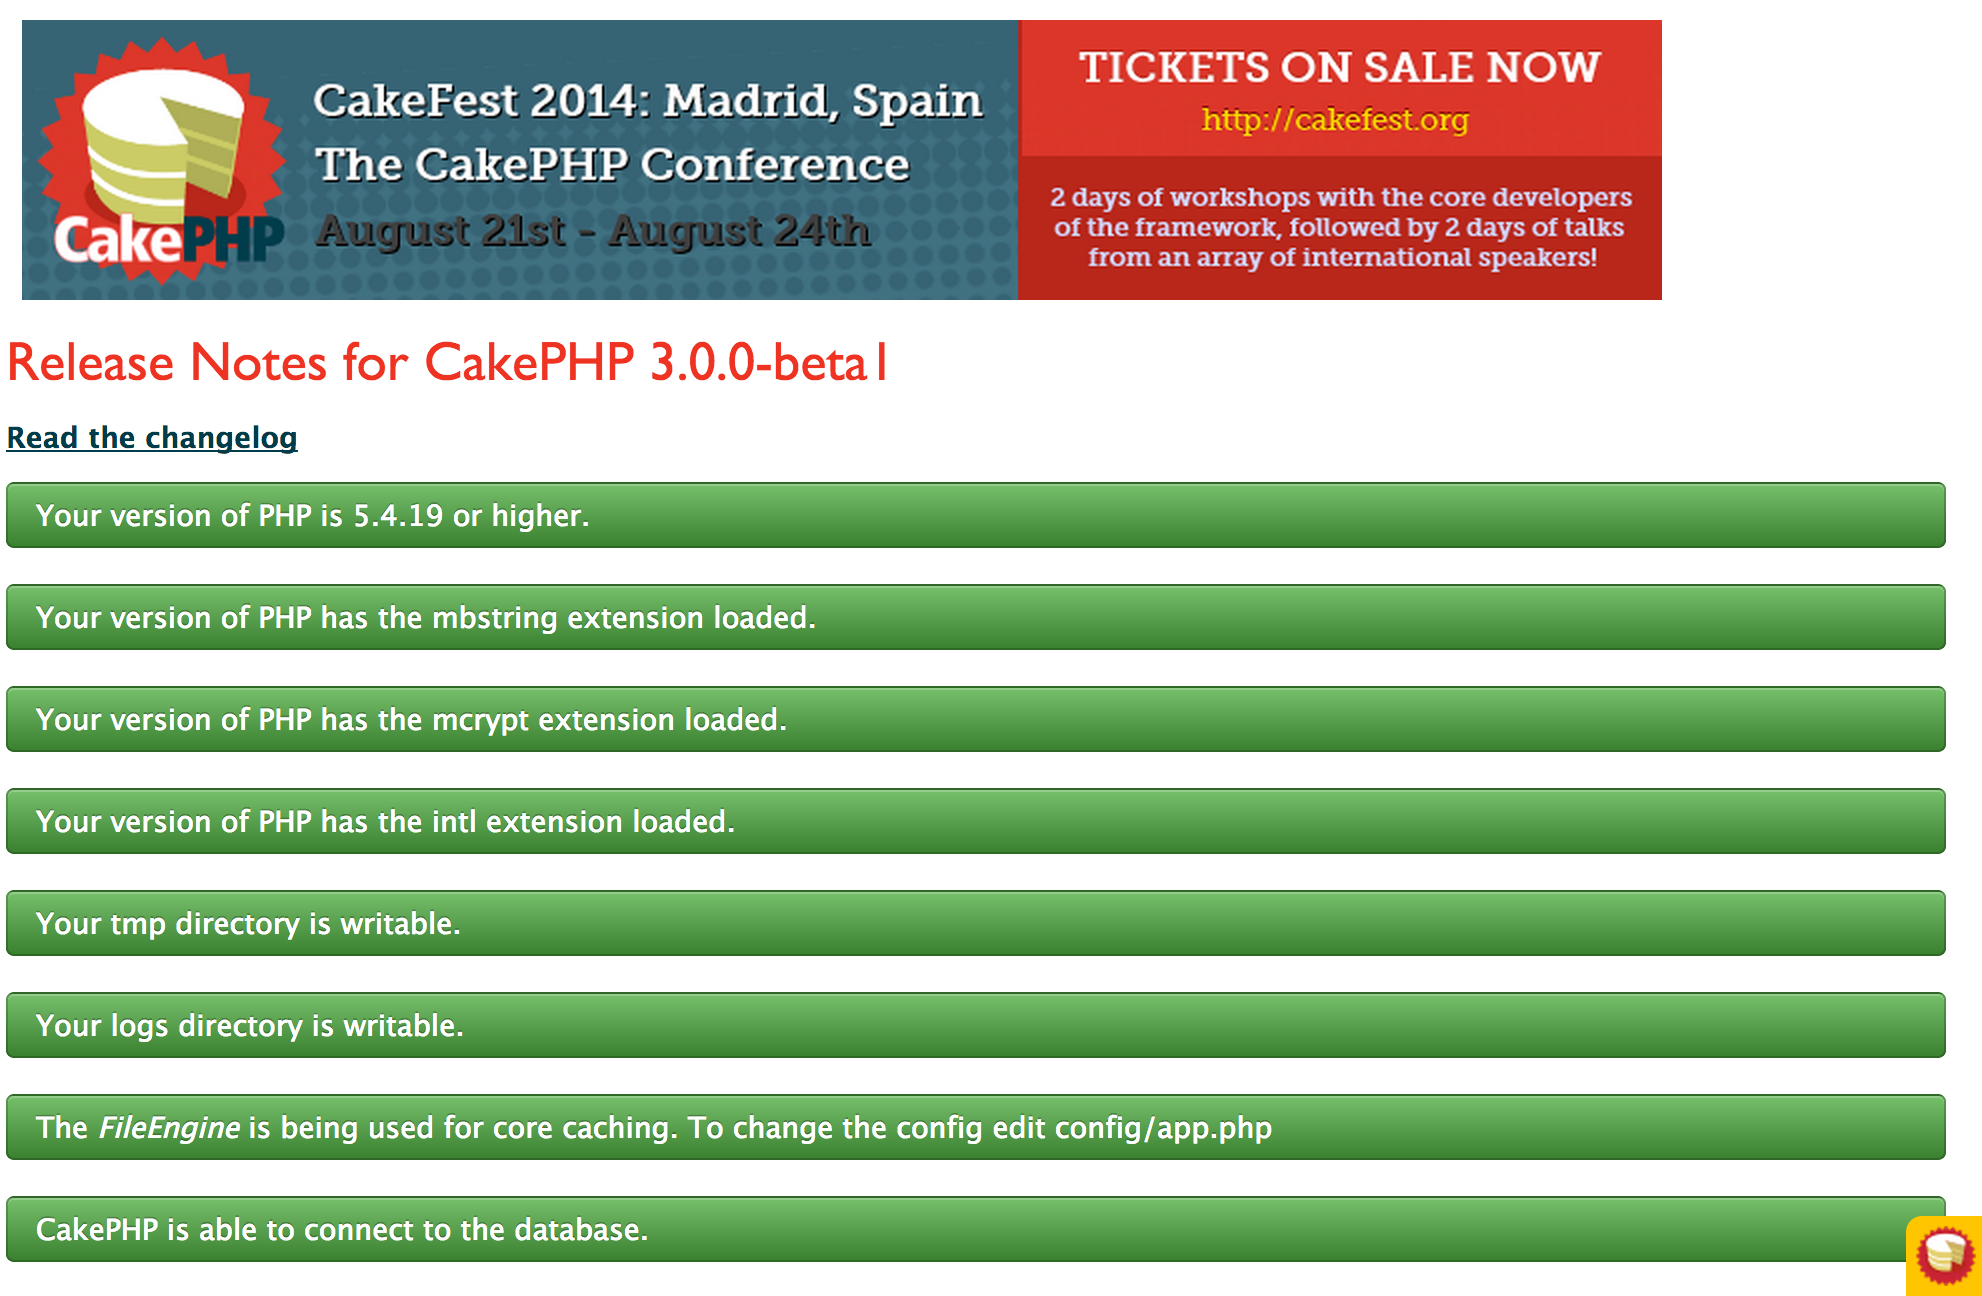 CakePHP
CakeFest 2014: Madrid, Spain
The CakePHP Conference
August 21st - August 24th
TICKETS ON SALE NOW
http://cakefest.org
2 days of workshops with the core developers
of the framework, followed by 2 days of talks
from an array of international speakers!
Release Notes for CakePHP 3.0.0-beta1
Read the changelog
Your version of PHP is 5.4.19 or higher.
Your version of PHP has the mbstring extension loaded.
Your version of PHP has the mcrypt extension loaded.
Your version of PHP has the intl extension loaded.
Your tmp directory is writable.
Your logs directory is writable.
The FileEngine is being used for core caching. To change the config edit config/app.php
CakePHP is able to connect to the database.